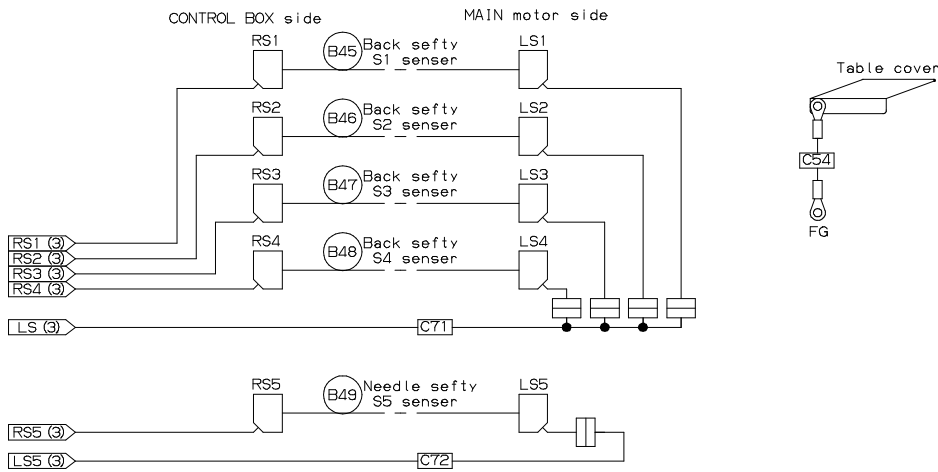 CONTROL BOX side
MAIN motor side
RS1
B45
Back sefty
S1 senser
LS1
Table cover
RS2
B46
Back sefty
S2 senser
LS2
C54
RS3
B47
Back sefty
S3 senser
LS3
FG
RS4
B48
Back sefty
S4 senser
LS4
RS1 (3)
RS2 (3)
RS3 (3)
RS4 (3)
LS (3)
C71
RS5
B49
Needle sefty
S5 senser
LS5
RS5 (3)
LS5 (3)
C72